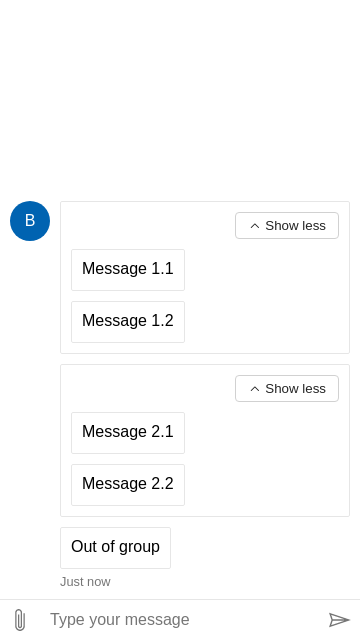 B
Show less
Message 1.1
Message 1.2
Show less
Message 2.1
Message 2.2
Out of group
Just now
Type your message